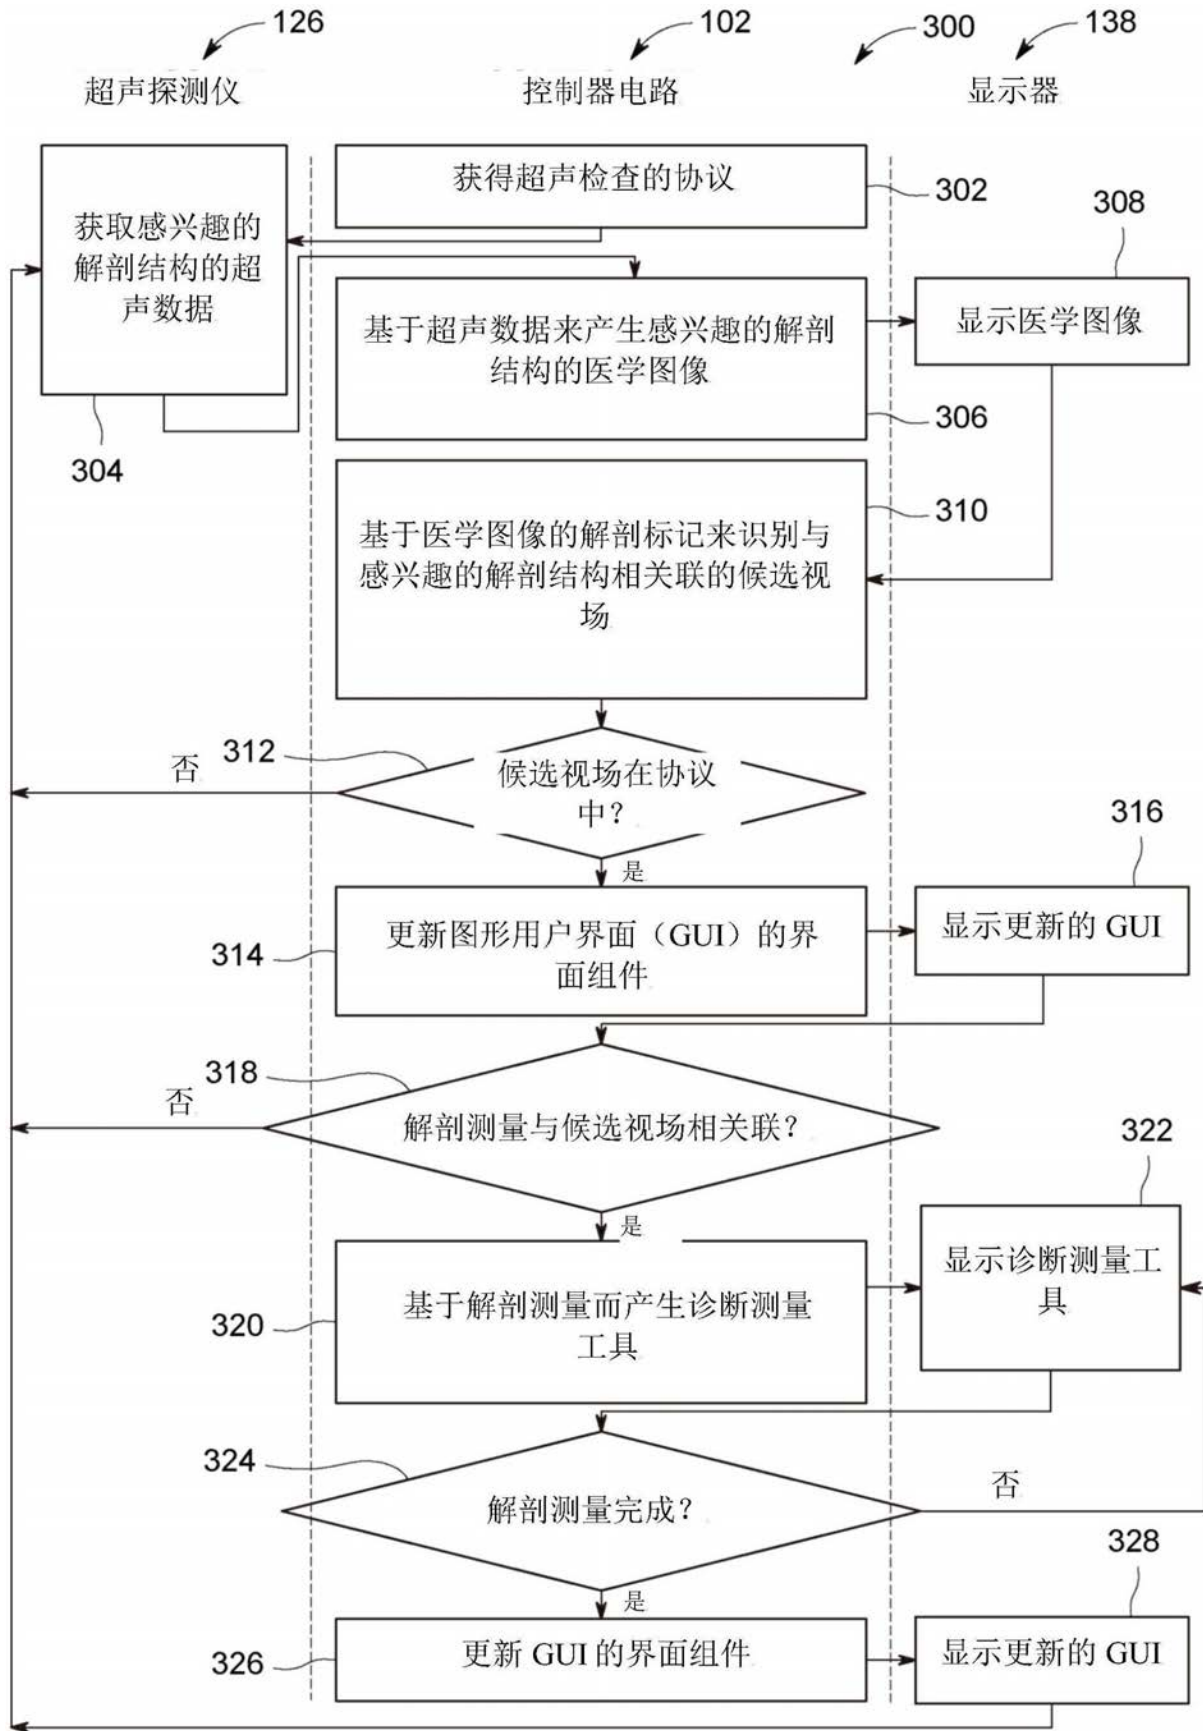 126
102
300
138
超声探测仪
控制器电路
显示器
获得超声检查的协议
302
308
获取感兴趣的
解剖结构的超
声数据
304
基于超声数据来产生感兴趣的解剖
结构的医学图像
306
显示医学图像
310
基于医学图像的解剖标记来识别与
感兴趣的解剖结构相关联的候选视
场
312
否
候选视场在协议
中？
是
316
314
更新图形用户界面（GUI）的界
面组件
显示更新的 GUI
318
否
解剖测量与候选视场相关联？
是
322
320
基于解剖测量而产生诊断测量
工具
显示诊断测量工
具
324
解剖测量完成？
否
是
328
326
更新 GUI 的界面组件
显示更新的 GUI